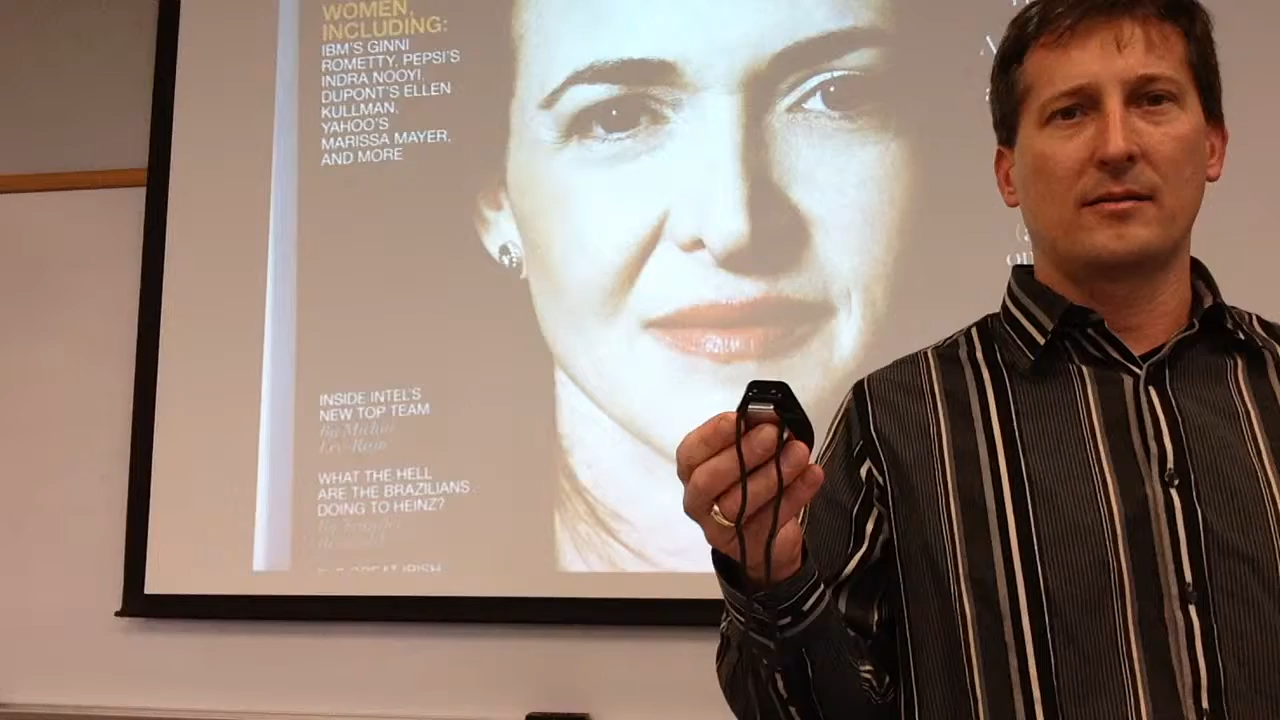 WOMEN,
INCLUDING:
IBM'S GINNI
ROMETTY, PEPSI'S
INDRA NOOYI,
DUPONT'S ELLEN
KULLMAN,
YAHOO'S
MARISSA MAYER,
AND MORE
INSIDE INTEL'S
NEW TOP TEAM
WHAT THE HELL
ARE THE BRAZILIANS
DOING TO HEINZ?